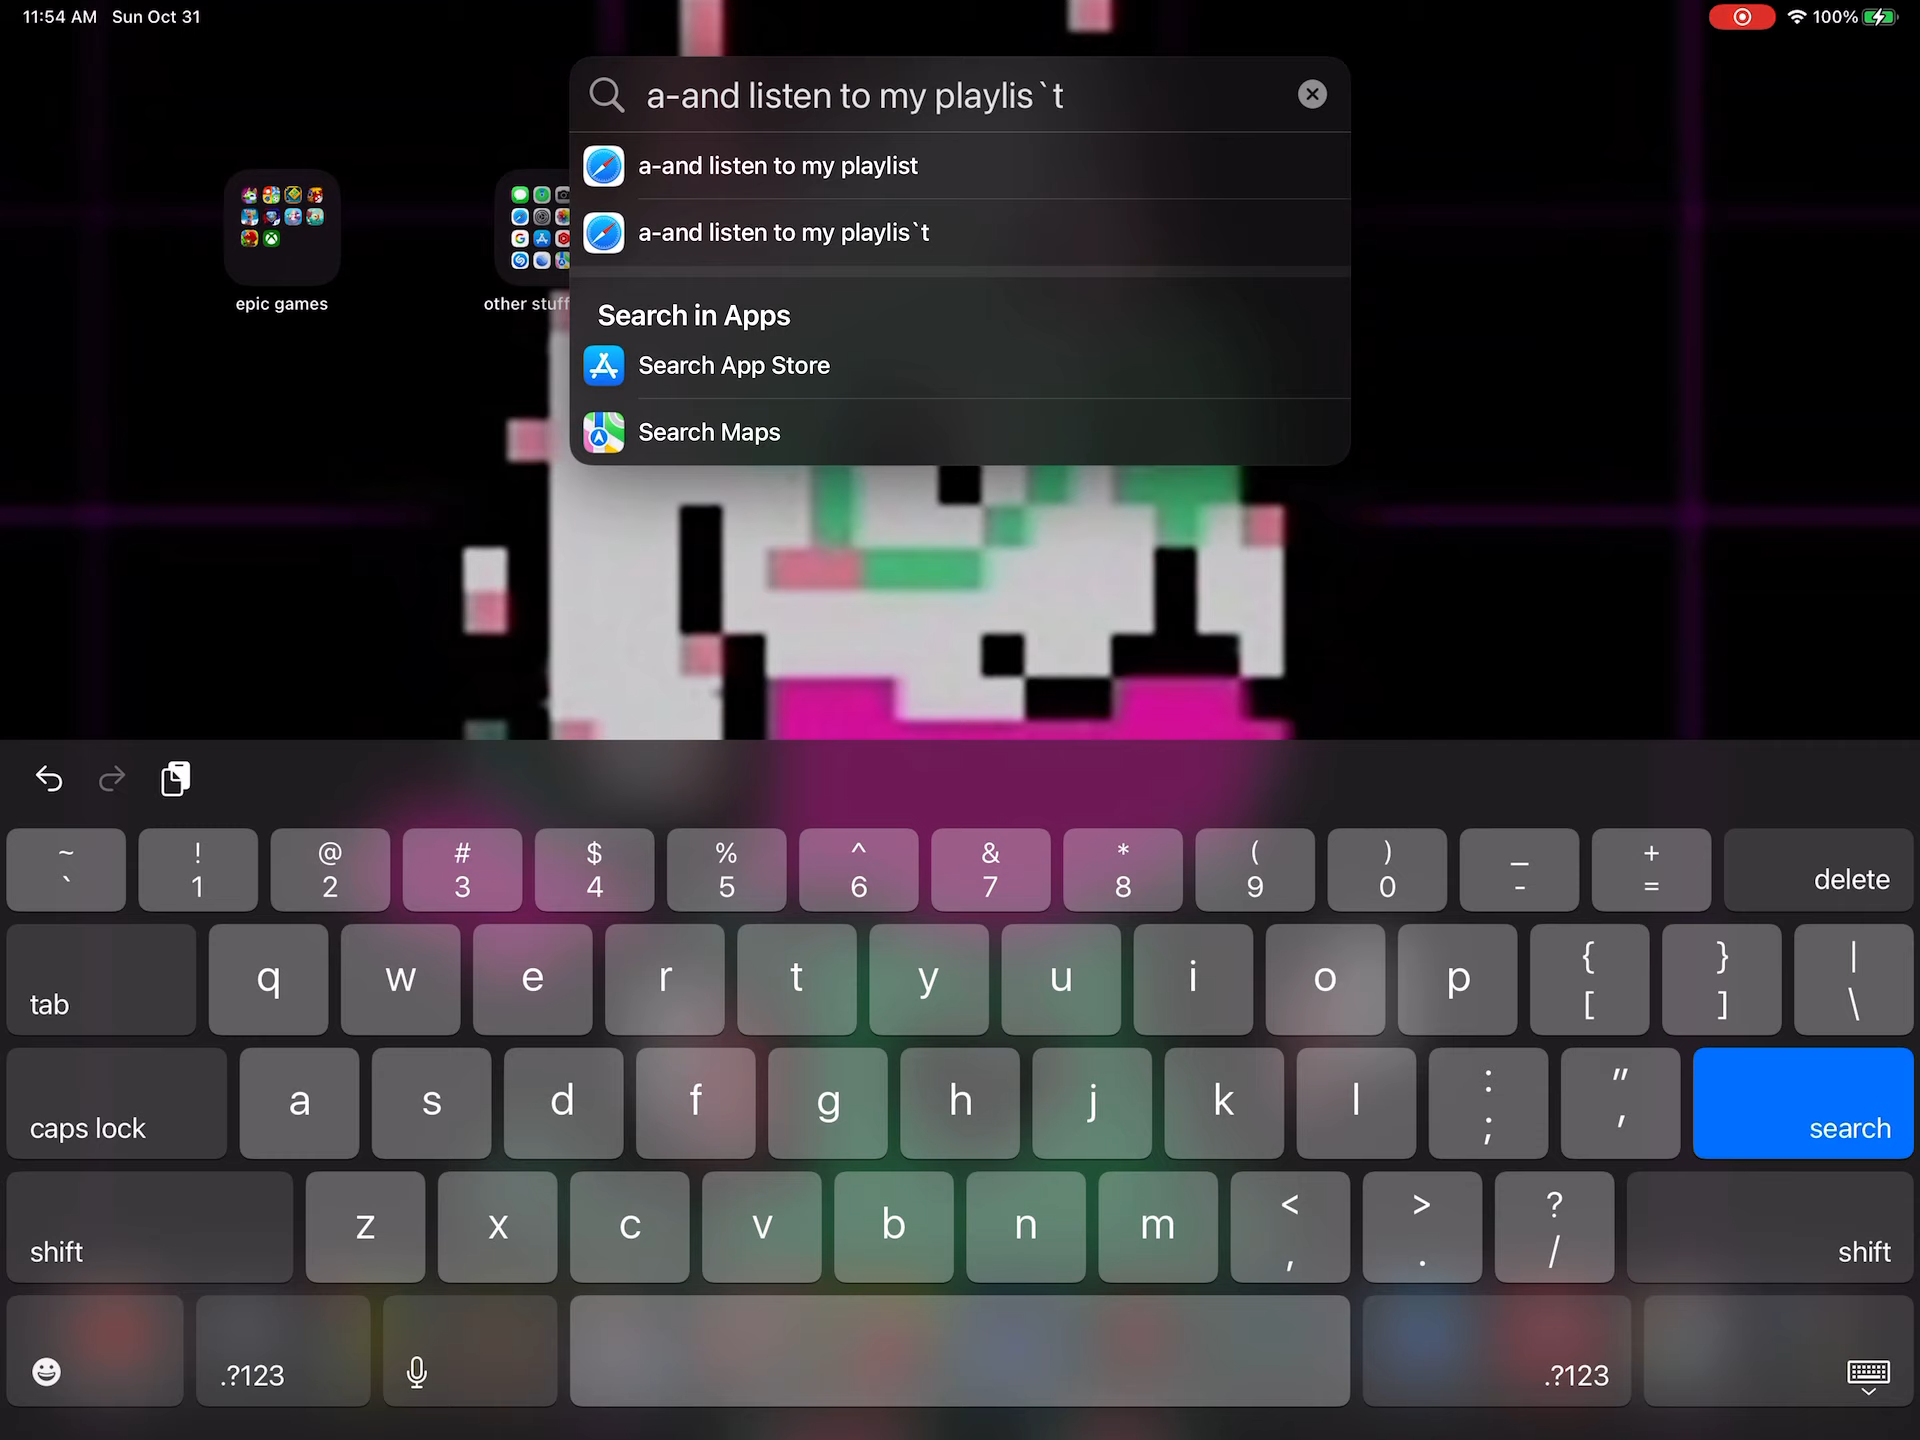 11:54 AM Sun Oct 31
100%
a-and listen to my playlis`t
a-and listen to my playlist
a-and listen to my playlis`t
epic games
other stuff
Search in Apps
Search App Store
Search Maps
~ ! @ # $ % ^ & * ( ) _ +
` 1 2 3 4 5 6 7 8 9 0 - = delete
tab q w e r t y u i o p { [ } ] | \
caps lock a s d f g h j k l : ; " ' search
shift z x c v b n m < , > . ? / shift
.?123 .?123